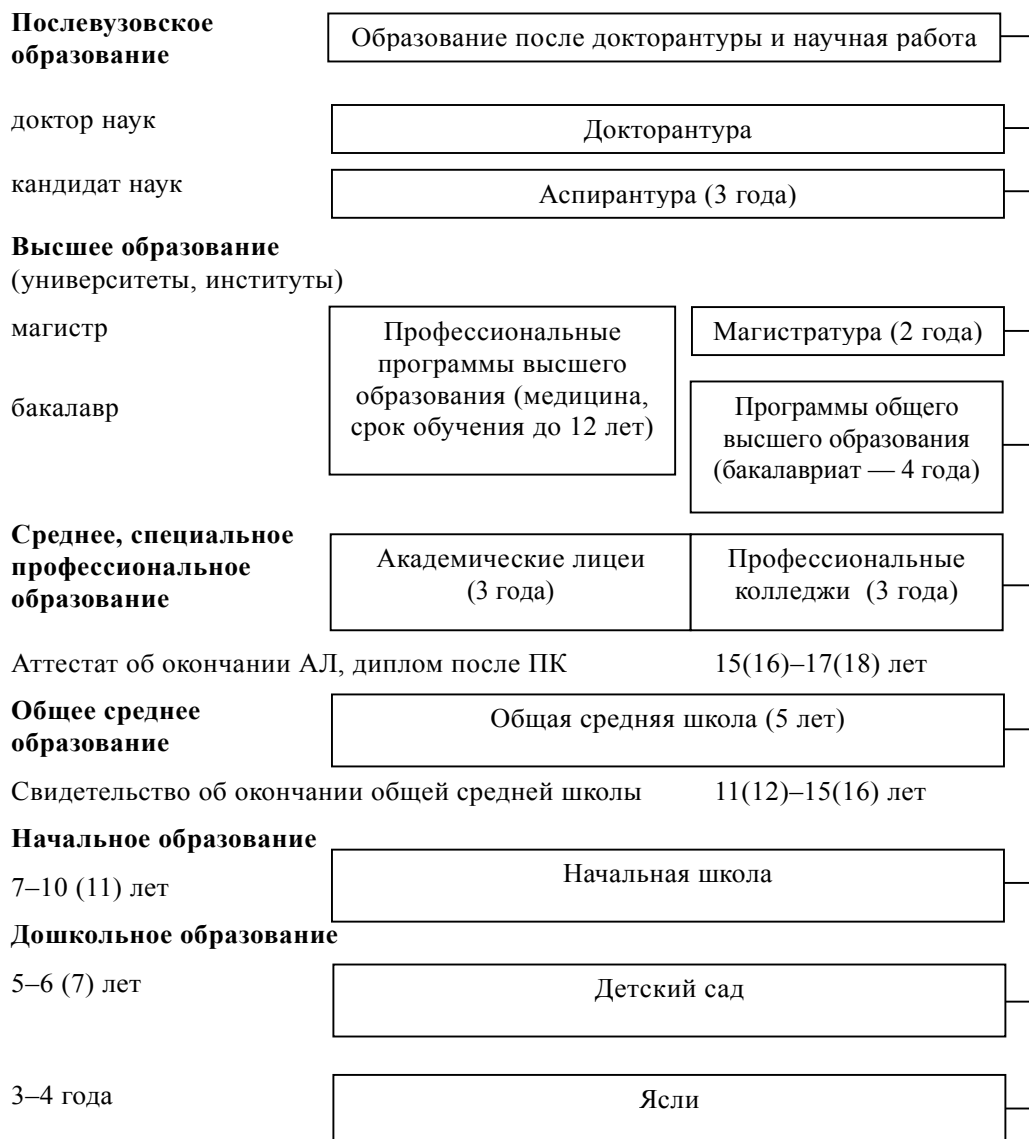 Послевузовское
образование
Образование после докторантуры и научная работа
доктор наук
Докторантура
кандидат наук
Аспирантура (3 года)
Высшее образование
(университеты, институты)
магистр
Профессиональные
программы высшего
образования (медицина,
срок обучения до 12 лет)
Магистратура (2 года)
бакалавр
Программы общего
высшего образования
(бакалавриат — 4 года)
Среднее, специальное
профессиональное
образование
Академические лицеи
(3 года)
Профессиональные
колледжи (3 года)
Аттестат об окончании АЛ, диплом после ПК 15(16)–17(18) лет
Общее среднее
образование
Общая средняя школа (5 лет)
Свидетельство об окончании общей средней школы 11(12)–15(16) лет
Начальное образование
7–10 (11) лет
Начальная школа
Дошкольное образование
5–6 (7) лет
Детский сад
3–4 года
Ясли